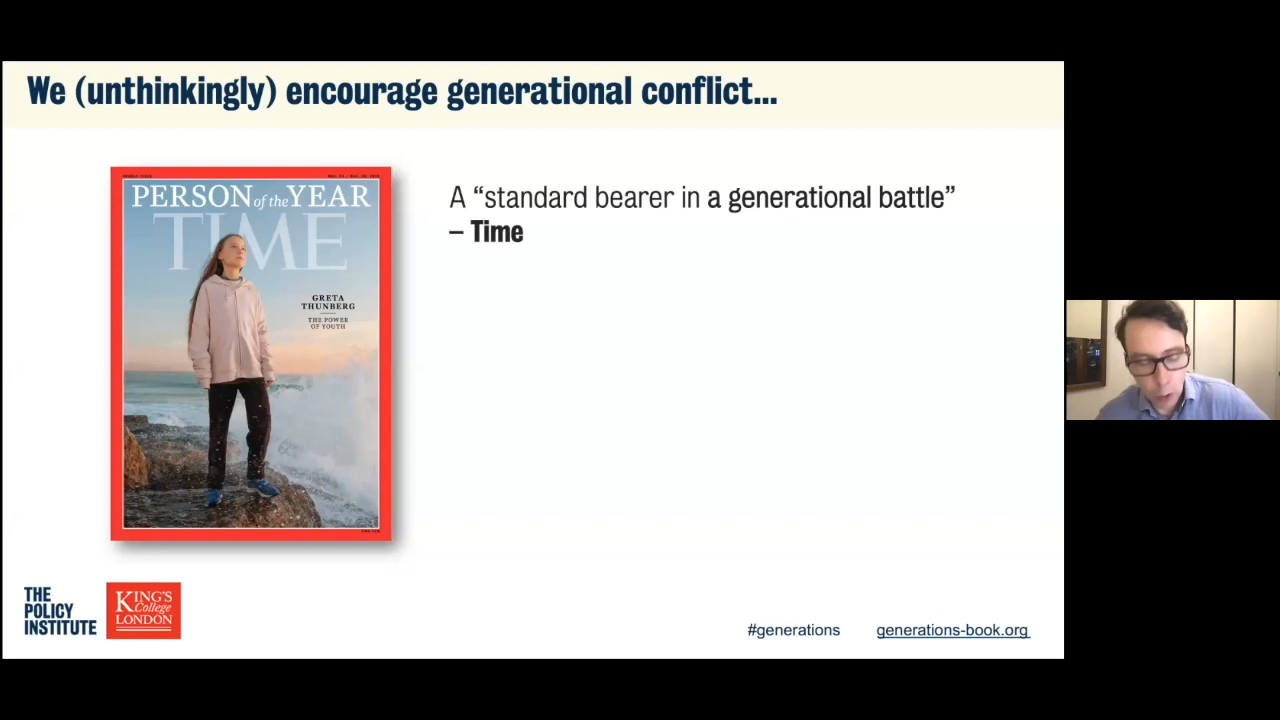 We (unthinkingly) encourage generational conflict...
PERSON of the YEAR
TIME
GRETA
THUNBERG
THE POWER
OF YOUTH
A “standard bearer in a generational battle”
– Time
THE
POLICY
INSTITUTE
KING'S
College
LONDON
#generations
generations-book.org